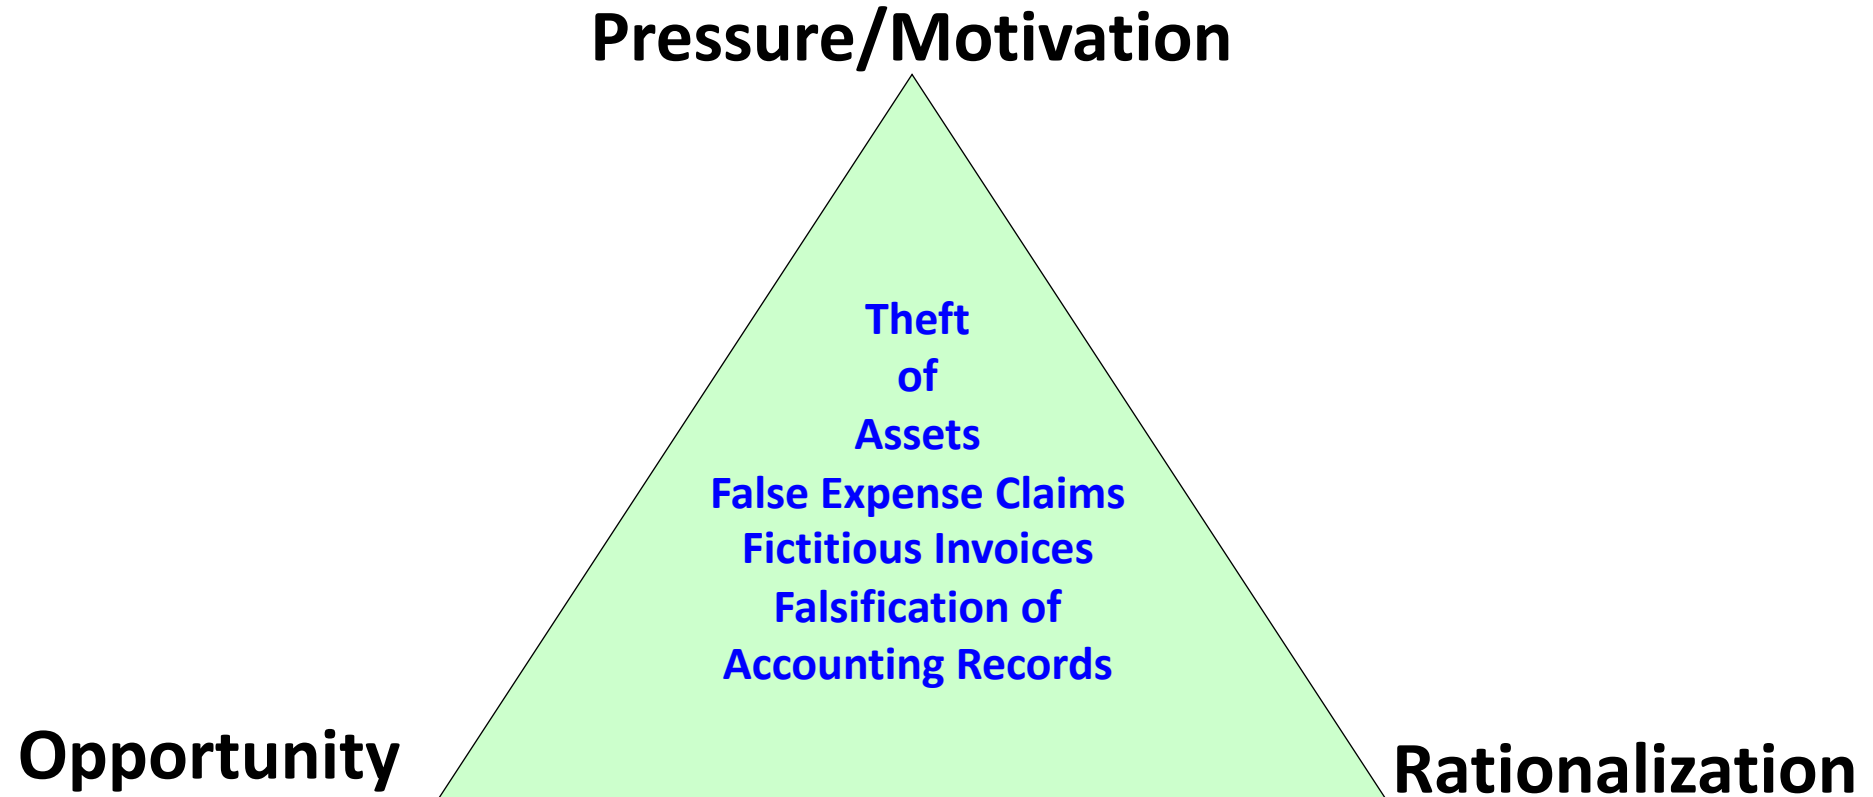 Pressure/Motivation
Theft
of
Assets
False Expense Claims
Fictitious Invoices
Falsification of
Accounting Records
Opportunity
Rationalization